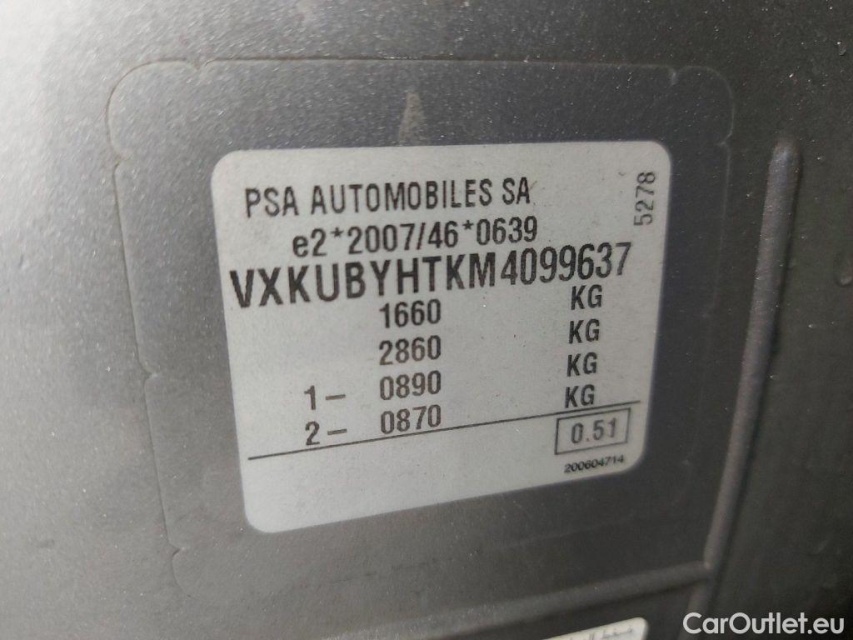 PSA AUTOMOBILES SA
5278
e2*2007/46*0639
VXKUBYHTKM4099637
1660 KG
2860 KG
1- 0890 KG
2- 0870 KG
0.51
200604714
CarOutlet.eu